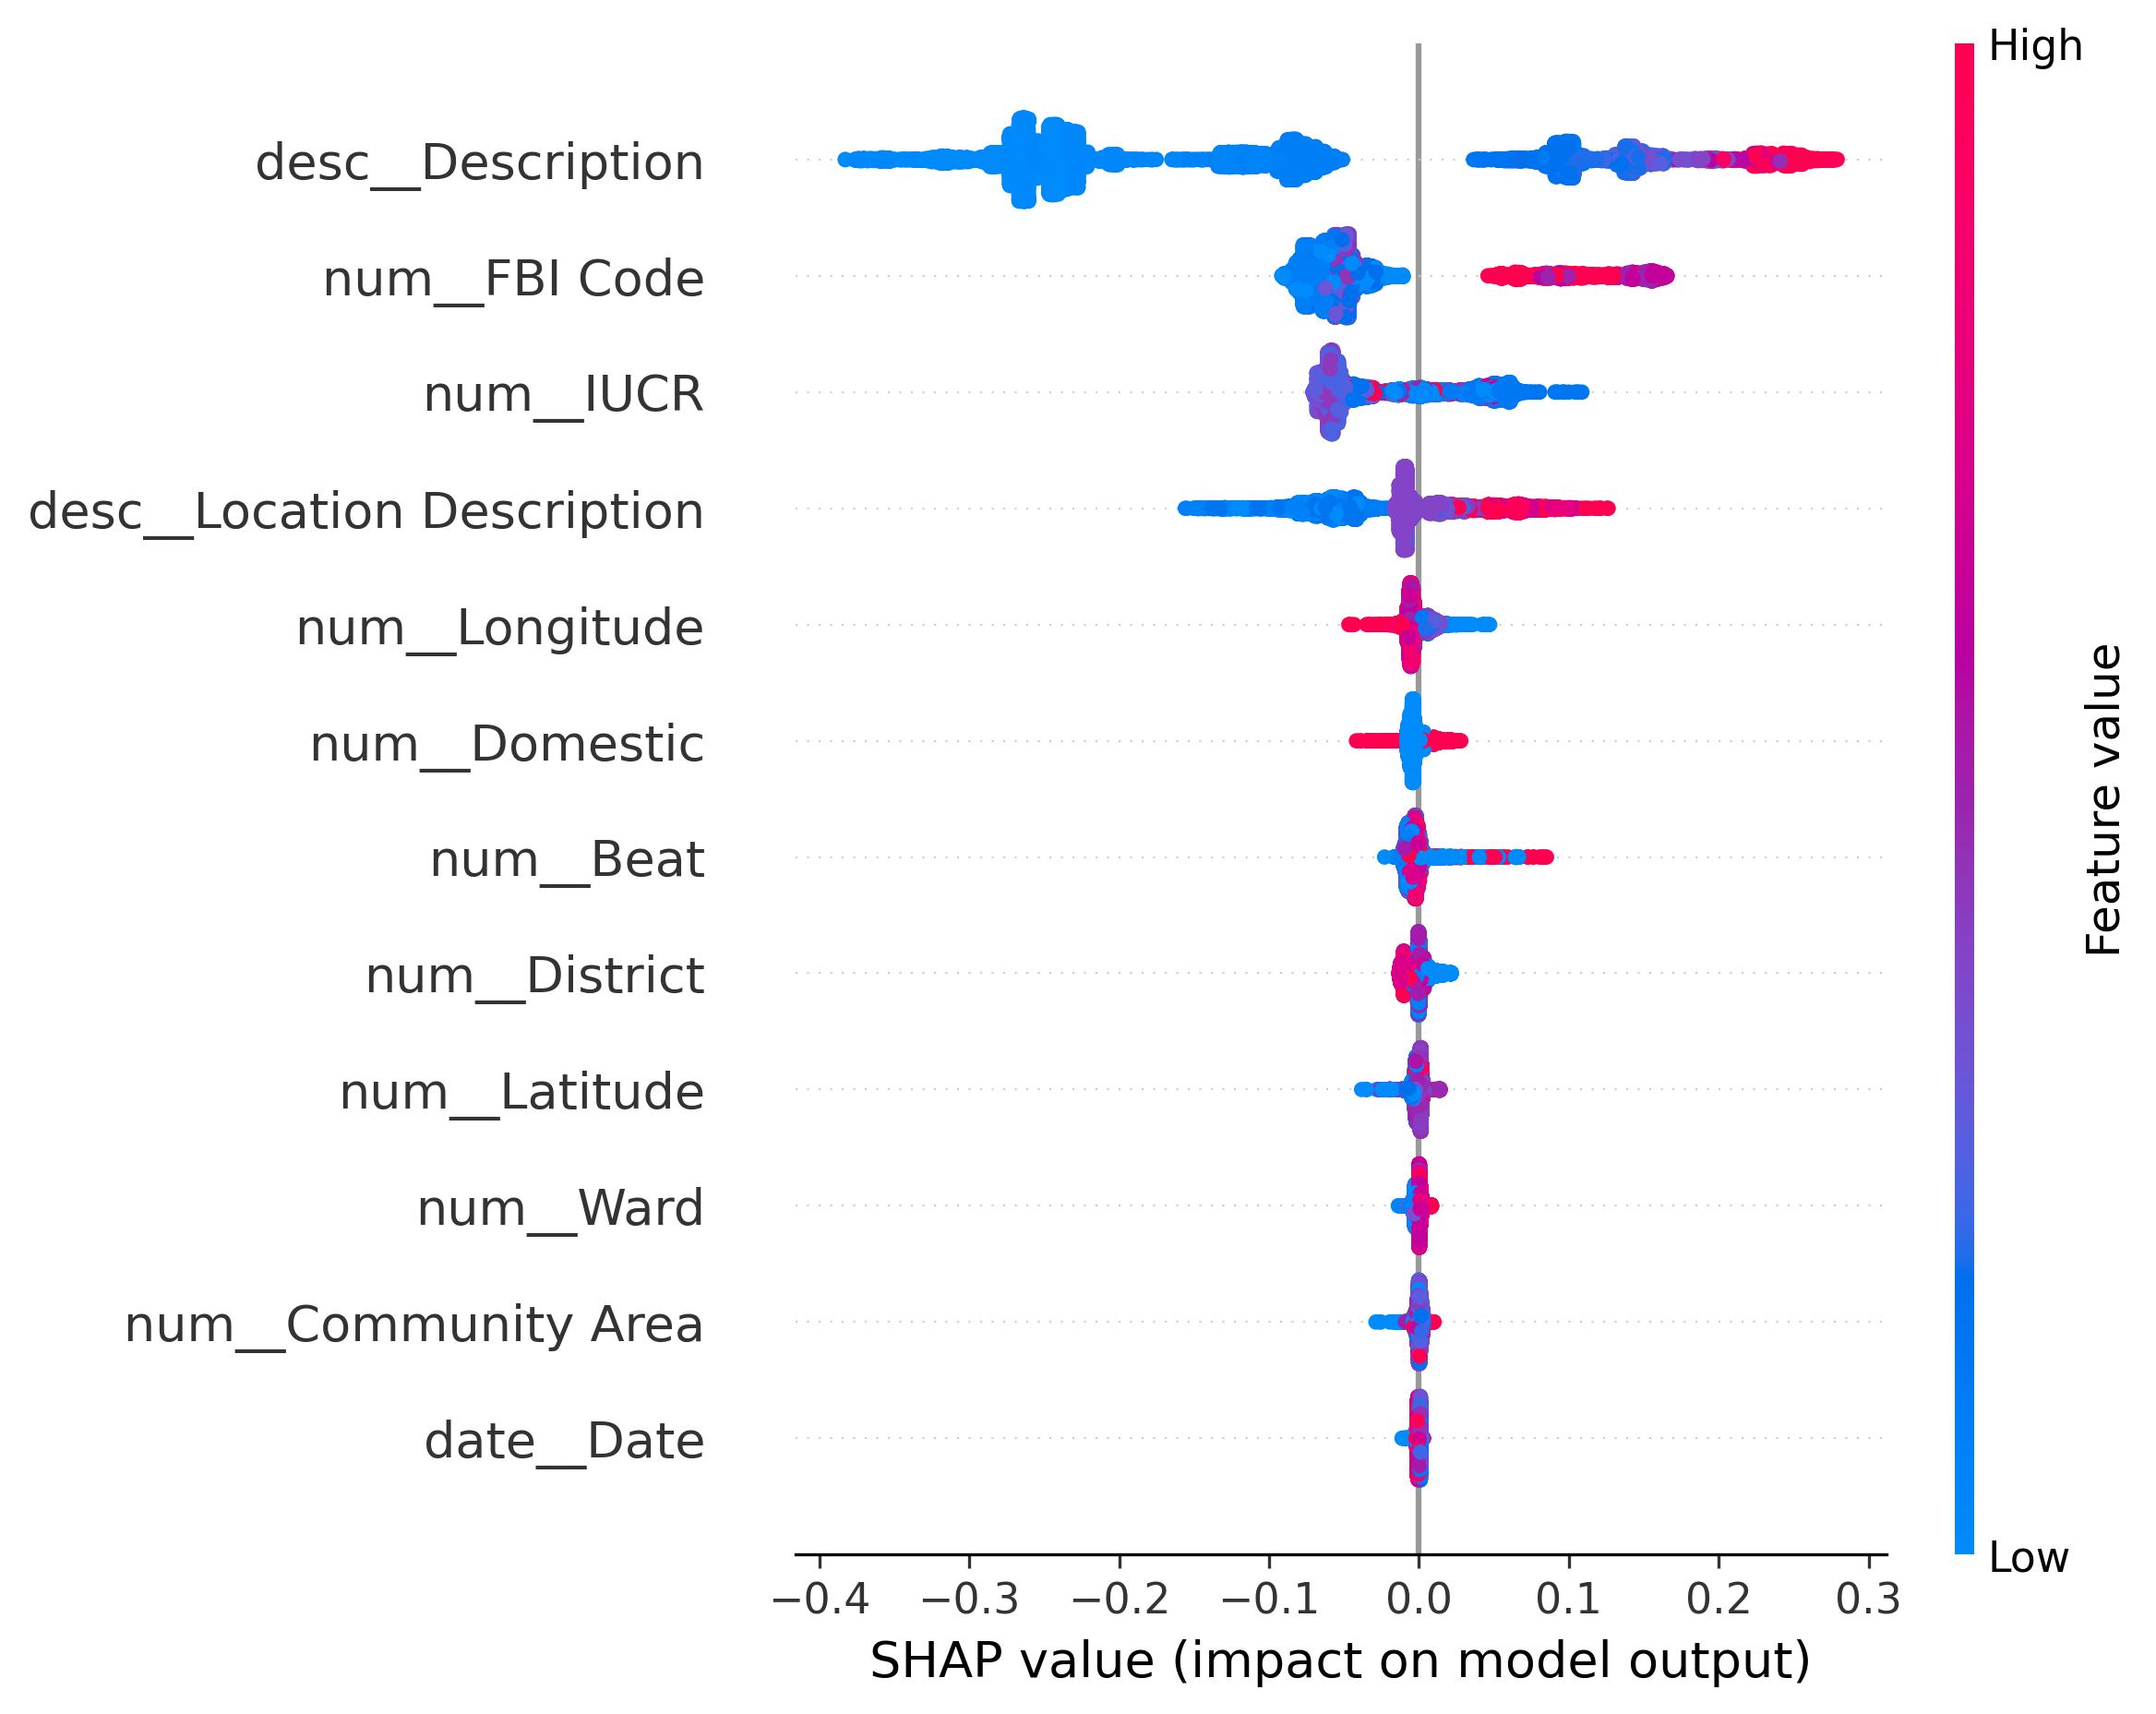 High
desc__Description
num__FBI Code
num__IUCR
desc__Location Description
num__Longitude
num__Domestic
num__Beat
num__District
num__Latitude
num__Ward
num__Community Area
date__Date
Feature value
Low
−0.4 −0.3 −0.2 −0.1 0.0 0.1 0.2 0.3
SHAP value (impact on model output)